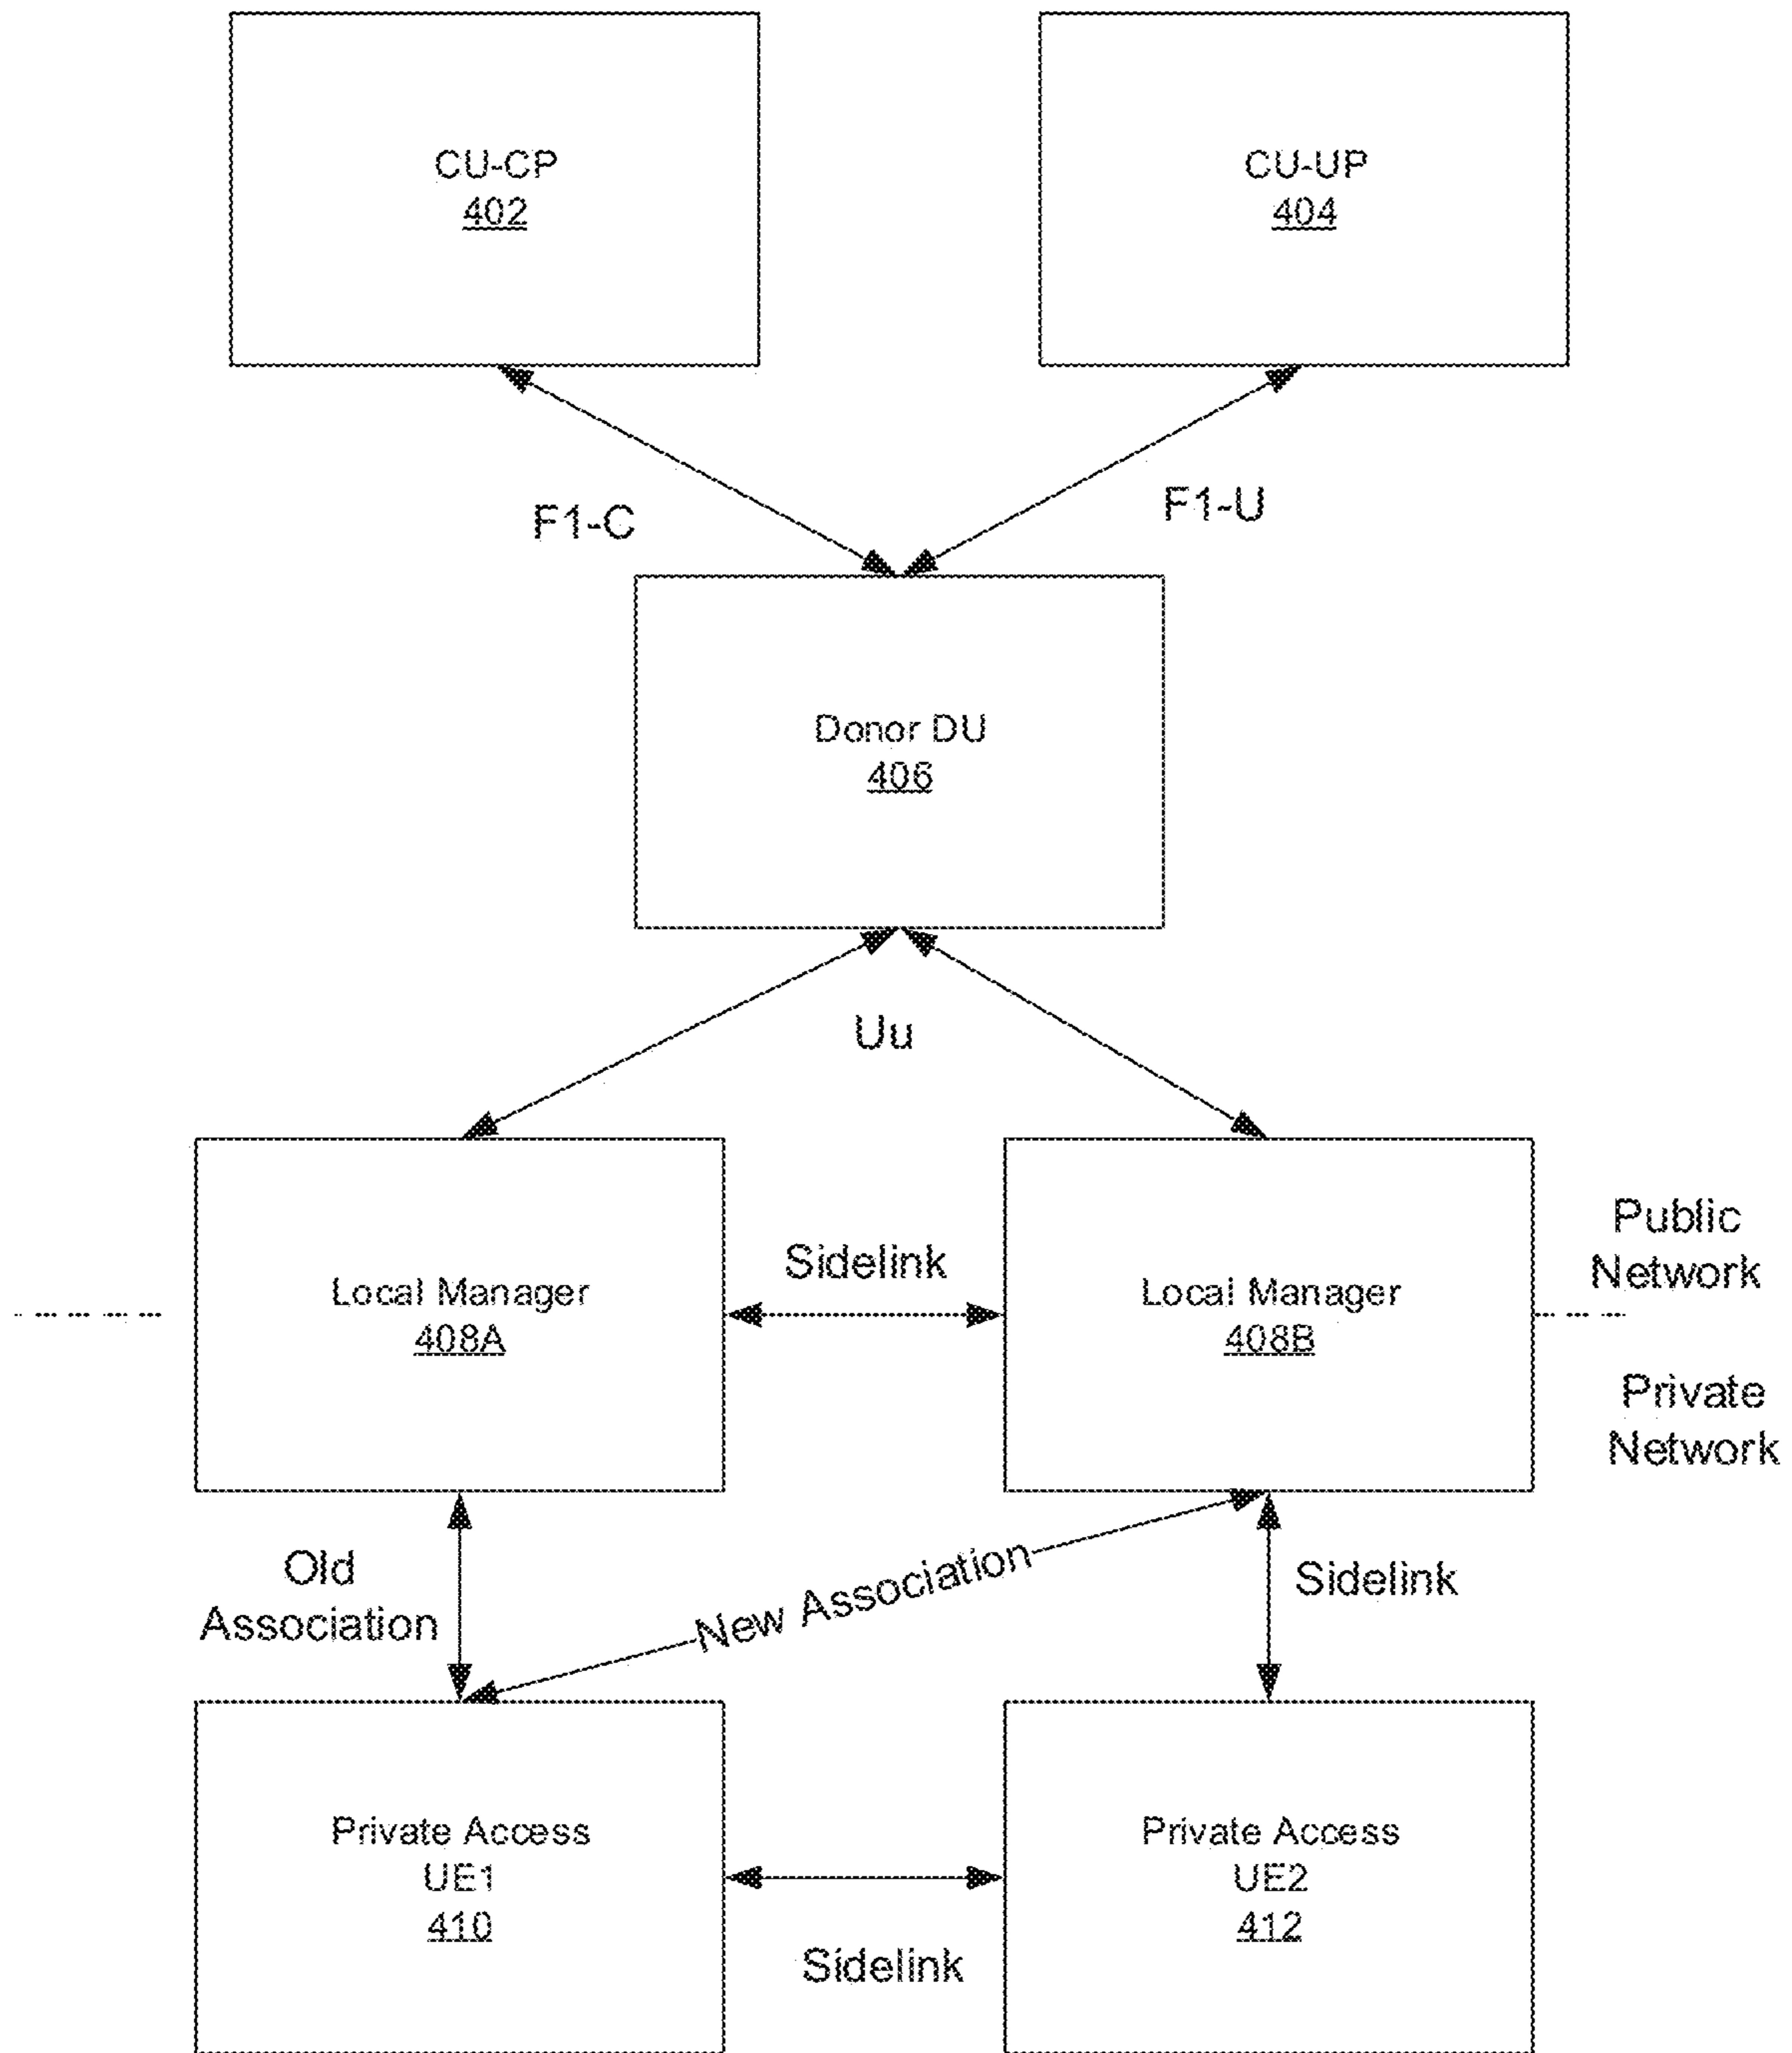 CU-CP
402
CU-UP
404
F1-C
F1-U
Donor DU
406
Uu
Local Manager
408A
Sidelink
Local Manager
408B
Public
Network
Private
Network
Old
Association
New Association
Sidelink
Private Access
UE1
410
Sidelink
Private Access
UE2
412